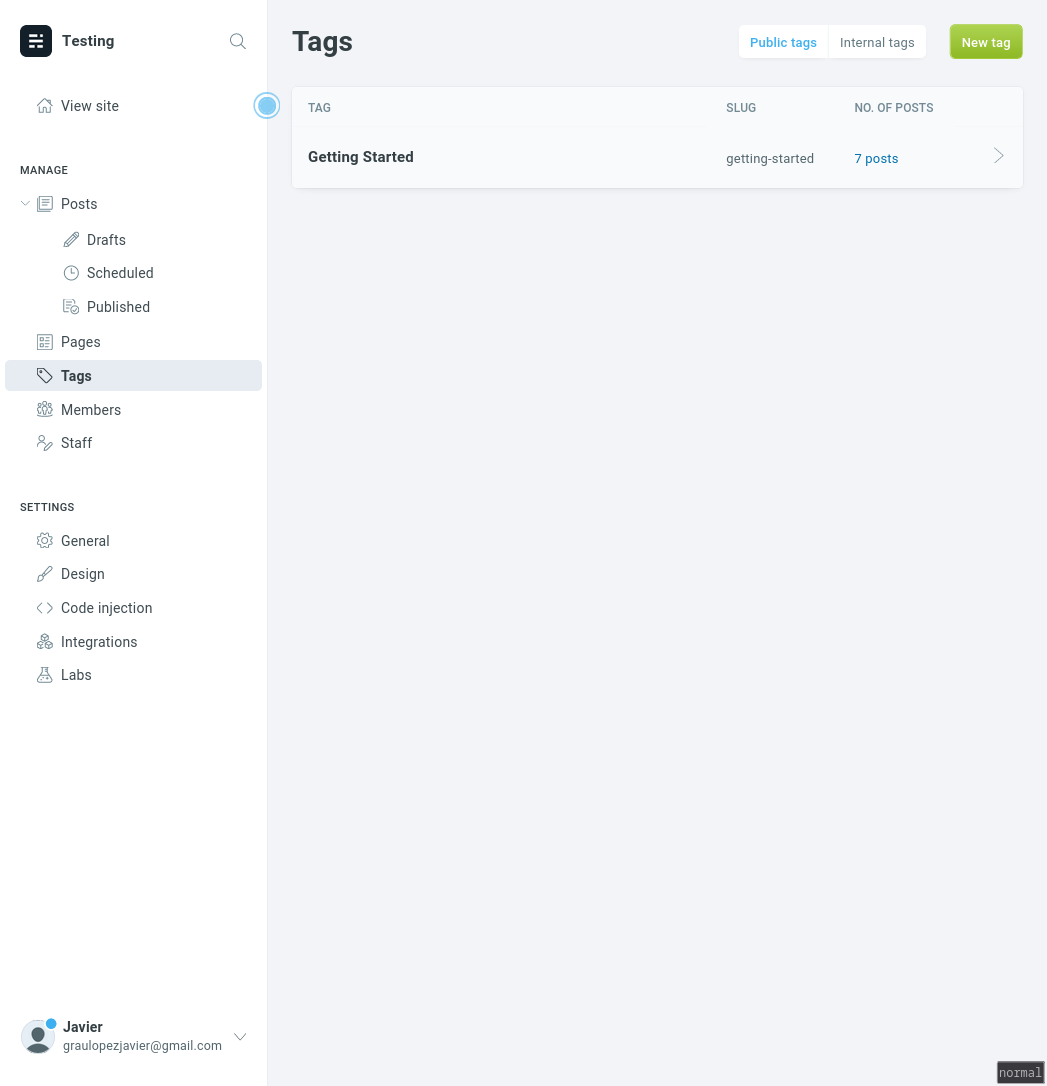 Testing
View site
MANAGE
Posts
Drafts
Scheduled
Published
Pages
Tags
Members
Staff
SETTINGS
General
Design
Code injection
Integrations
Labs
Javier
graulopezjavier@gmail.com
Tags
Public tags Internal tags New tag
TAG SLUG NO. OF POSTS
Getting Started getting-started 7 posts
normal